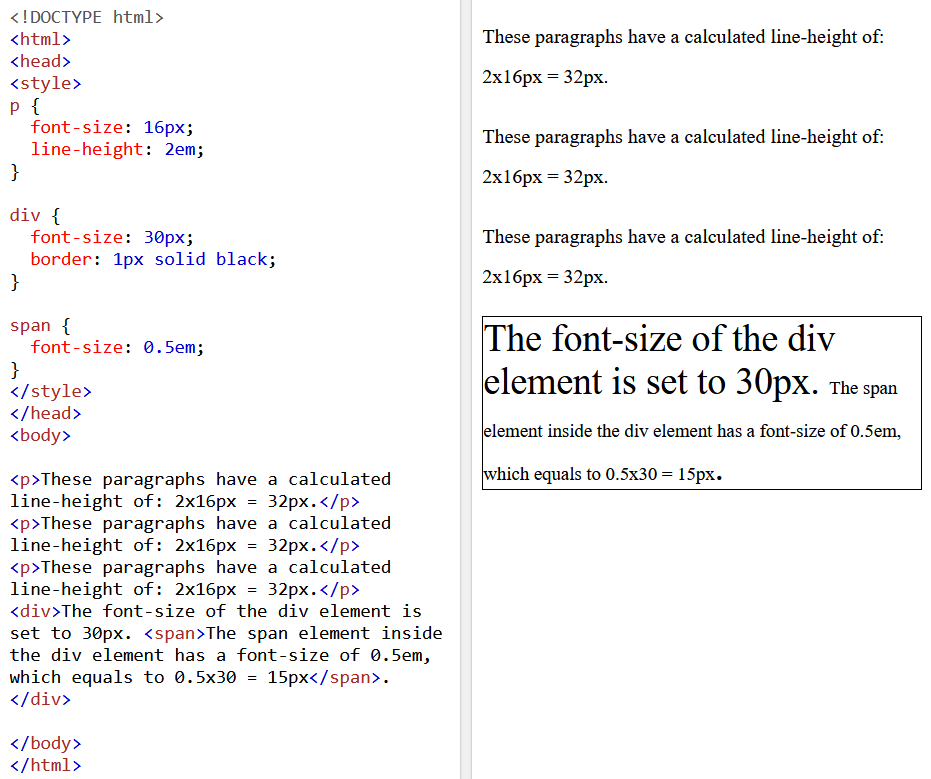 <!DOCTYPE html>
<html>
<head>
<style>
p {
  font-size: 16px;
  line-height: 2em;
}

div {
  font-size: 30px;
  border: 1px solid black;
}

span {
  font-size: 0.5em;
}
</style>
</head>
<body>

<p>These paragraphs have a calculated
line-height of: 2x16px = 32px.</p>
<p>These paragraphs have a calculated
line-height of: 2x16px = 32px.</p>
<p>These paragraphs have a calculated
line-height of: 2x16px = 32px.</p>
<div>The font-size of the div element is
set to 30px. <span>The span element inside
the div element has a font-size of 0.5em,
which equals to 0.5x30 = 15px</span>.
</div>

</body>
</html>
These paragraphs have a calculated line-height of:
2x16px = 32px.
These paragraphs have a calculated line-height of:
2x16px = 32px.
These paragraphs have a calculated line-height of:
2x16px = 32px.
The font-size of the div
element is set to 30px. The span
element inside the div element has a font-size of 0.5em,
which equals to 0.5x30 = 15px.